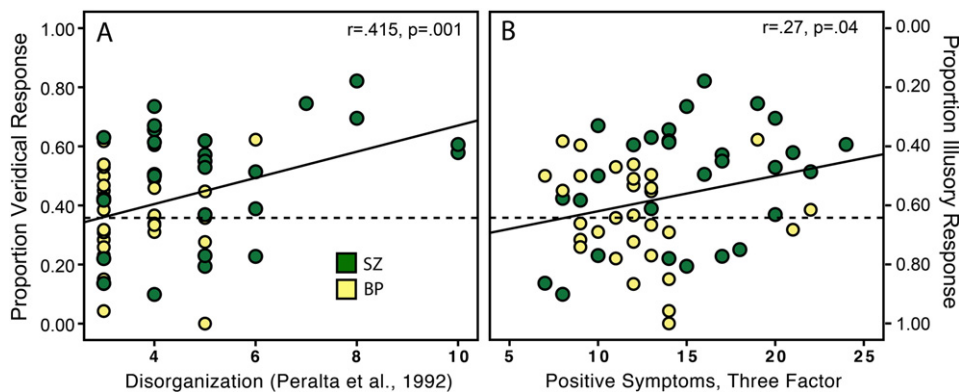 A
r=.415, p=.001
1.00
0.80
0.60
0.40
0.20
0.00
Proportion Veridical Response
SZ
BP
4
6
8
10
Disorganization (Peralta et al., 1992)
B
r=.27, p=.04
0.00
0.20
0.40
0.60
0.80
1.00
Proportion Illusory Response
5
10
15
20
25
Positive Symptoms, Three Factor